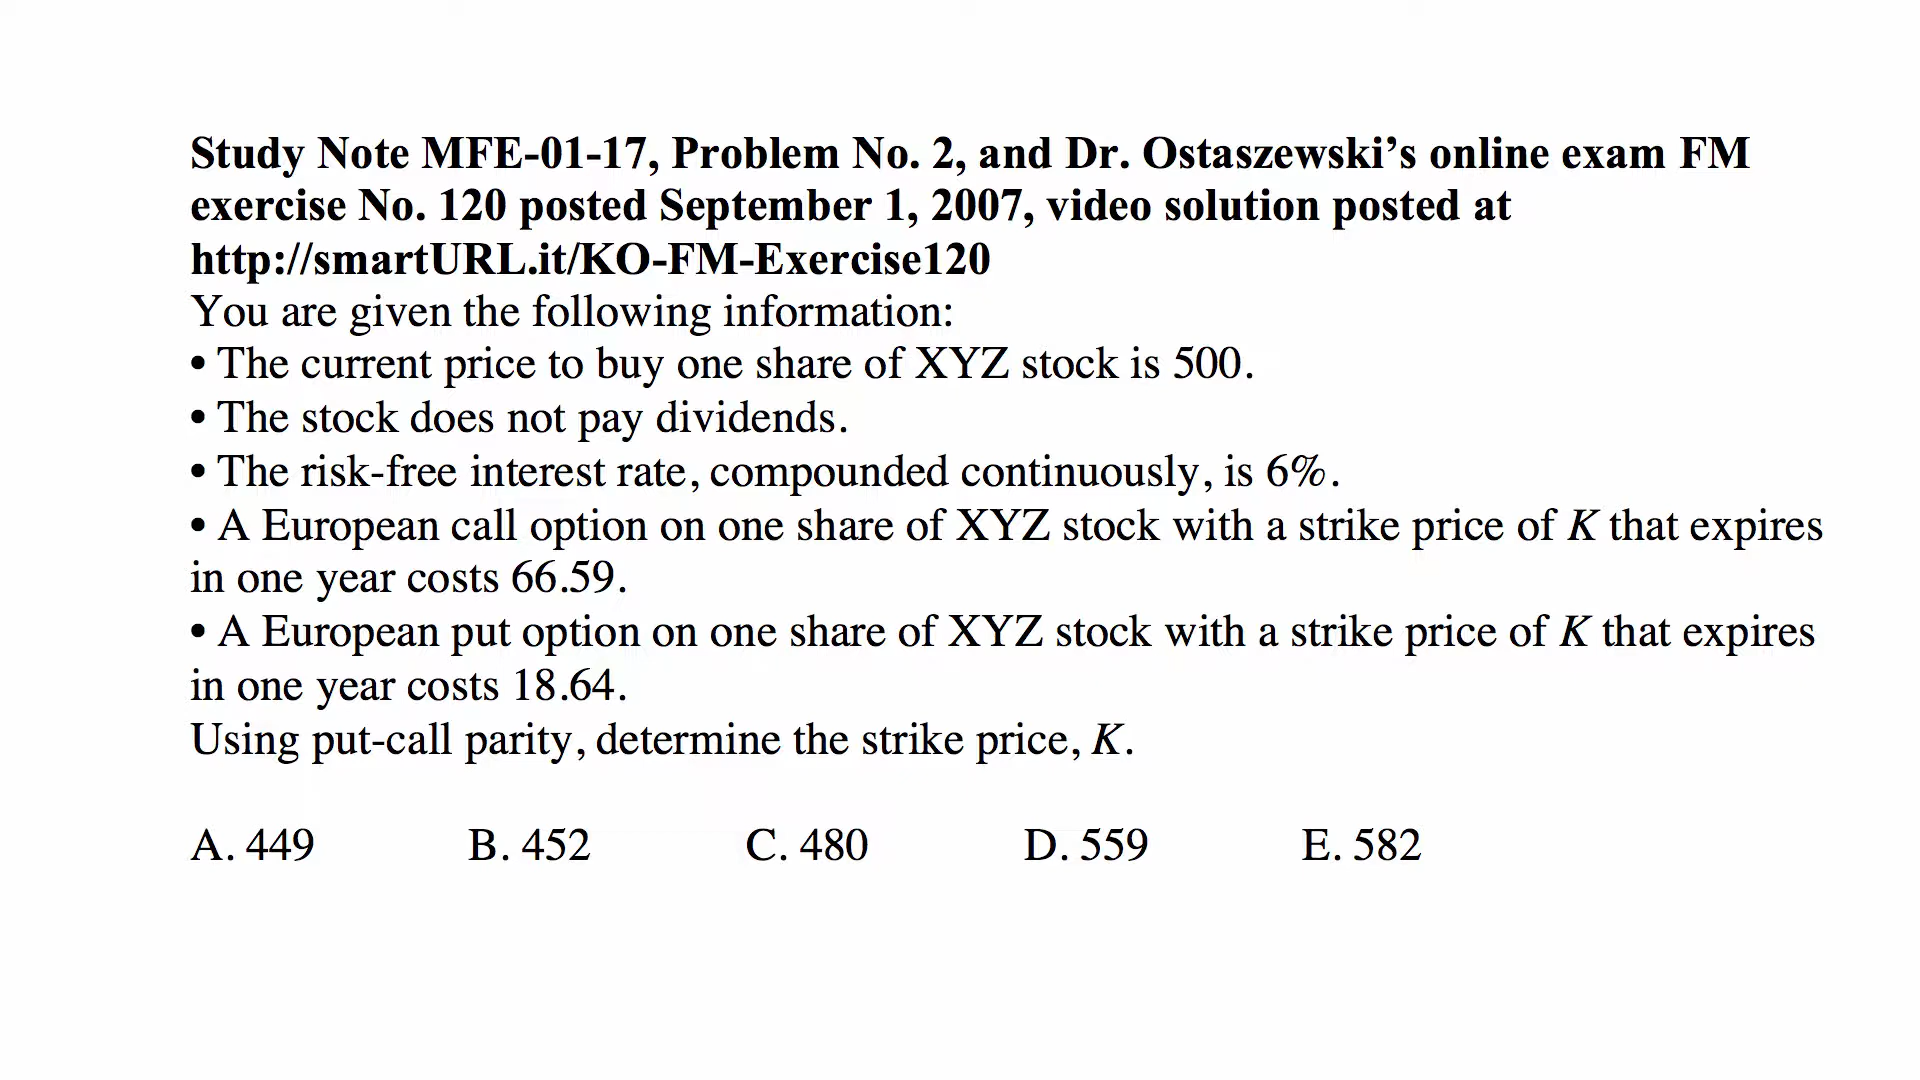 Study Note MFE-01-17, Problem No. 2, and Dr. Ostaszewski’s online exam FM
exercise No. 120 posted September 1, 2007, video solution posted at
http://smartURL.it/KO-FM-Exercise120
You are given the following information:
• The current price to buy one share of XYZ stock is 500.
• The stock does not pay dividends.
• The risk-free interest rate, compounded continuously, is 6%.
• A European call option on one share of XYZ stock with a strike price of K that expires
in one year costs 66.59.
• A European put option on one share of XYZ stock with a strike price of K that expires
in one year costs 18.64.
Using put-call parity, determine the strike price, K.
A. 449 B. 452 C. 480 D. 559 E. 582